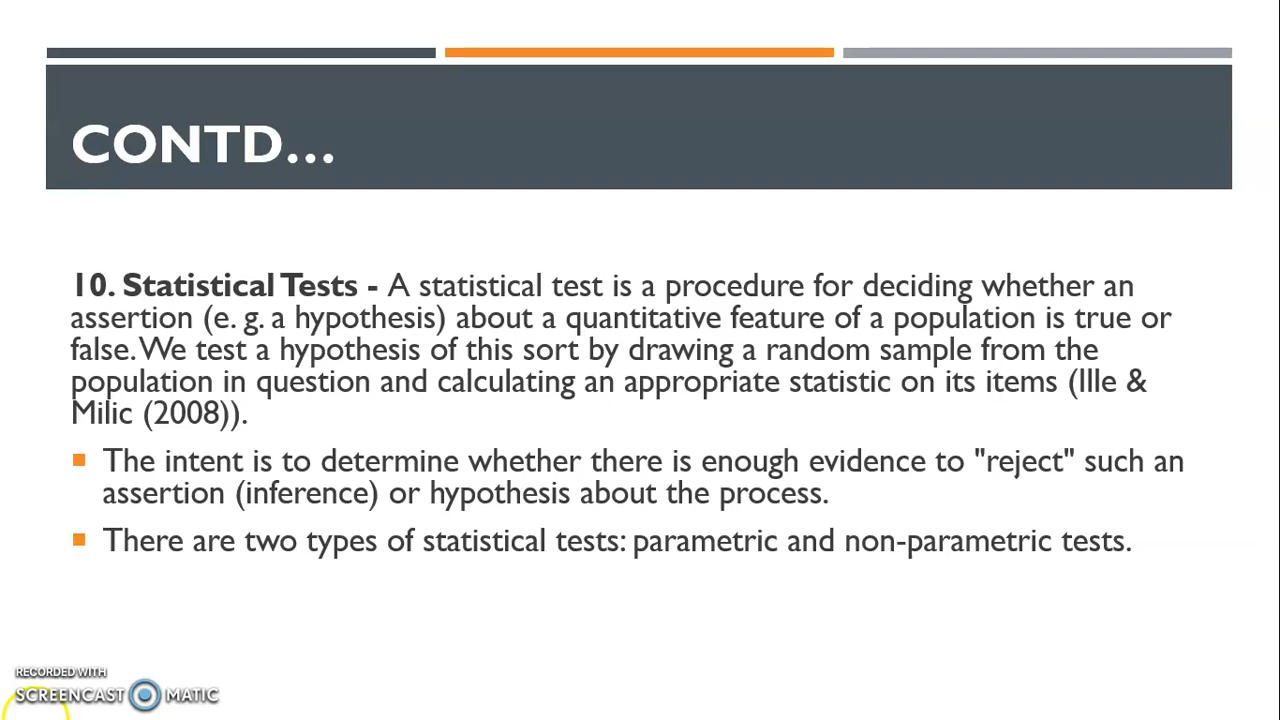 CONTD...
10. Statistical Tests - A statistical test is a procedure for deciding whether an
assertion (e. g. a hypothesis) about a quantitative feature of a population is true or
false. We test a hypothesis of this sort by drawing a random sample from the
population in question and calculating an appropriate statistic on its items (Ille &
Milic (2008)).
The intent is to determine whether there is enough evidence to "reject" such an
assertion (inference) or hypothesis about the process.
There are two types of statistical tests: parametric and non-parametric tests.
RECORDED WITH
SCREENCAST MATIC